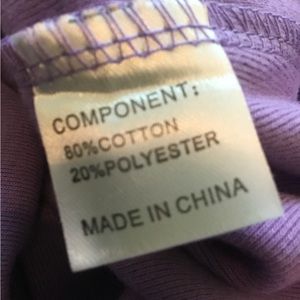 COMPONENT:
80%COTTON
20%POLYESTER
MADE IN CHINA